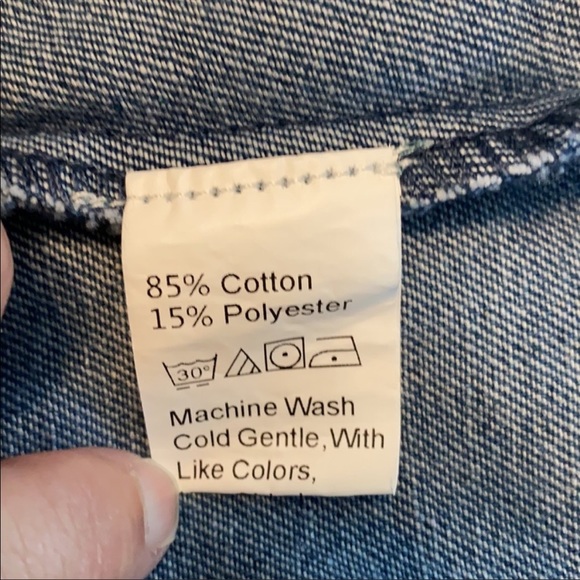 85% Cotton
15% Polyester
30°
Machine Wash
Cold Gentle, With
Like Colors,